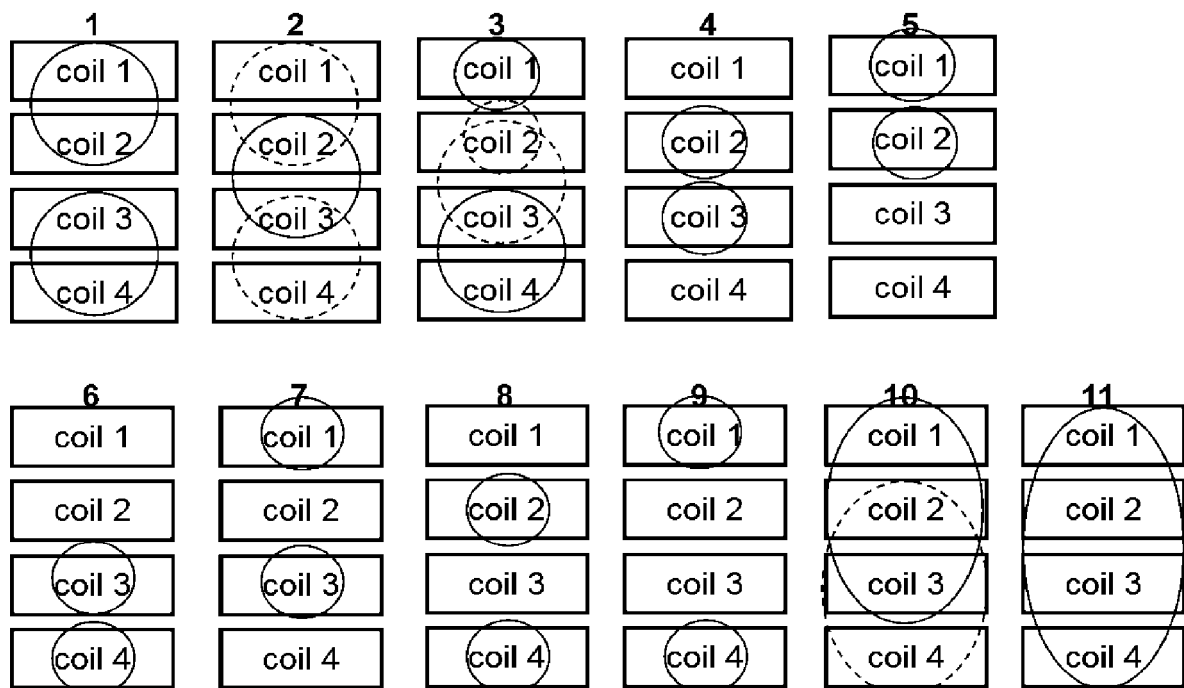 1 2 3 4 5
coil 1 coil 1 coil 1 coil 1 coil 1
coil 2 coil 2 coil 2 coil 2 coil 2
coil 3 coil 3 coil 3 coil 3 coil 3
coil 4 coil 4 coil 4 coil 4 coil 4
6 7 8 9 10 11
coil 1 coil 1 coil 1 coil 1 coil 1 coil 1
coil 2 coil 2 coil 2 coil 2 coil 2 coil 2
coil 3 coil 3 coil 3 coil 3 coil 3 coil 3
coil 4 coil 4 coil 4 coil 4 coil 4 coil 4